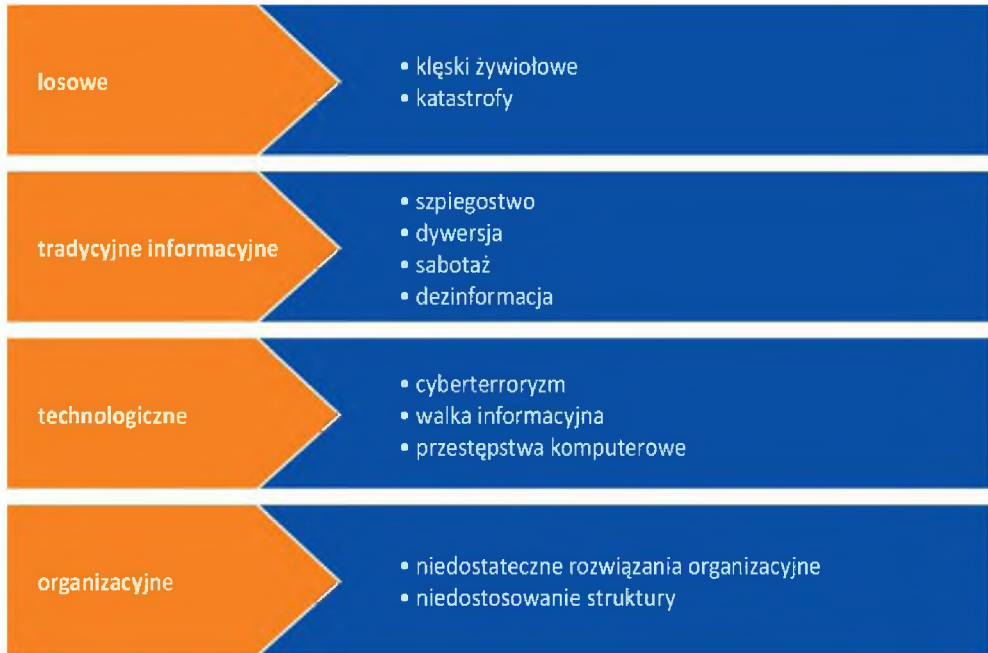 losowe
• klęski żywiołowe
• katastrofy
tradycyjne informacyjne
• szpiegostwo
• dywersja
• sabotaż
• dezinformacja
technologiczne
• cyberterroryzm
• walka informacyjna
• przestępstwa komputerowe
organizacyjne
• niedostateczne rozwiązania organizacyjne
• niedostosowanie struktury